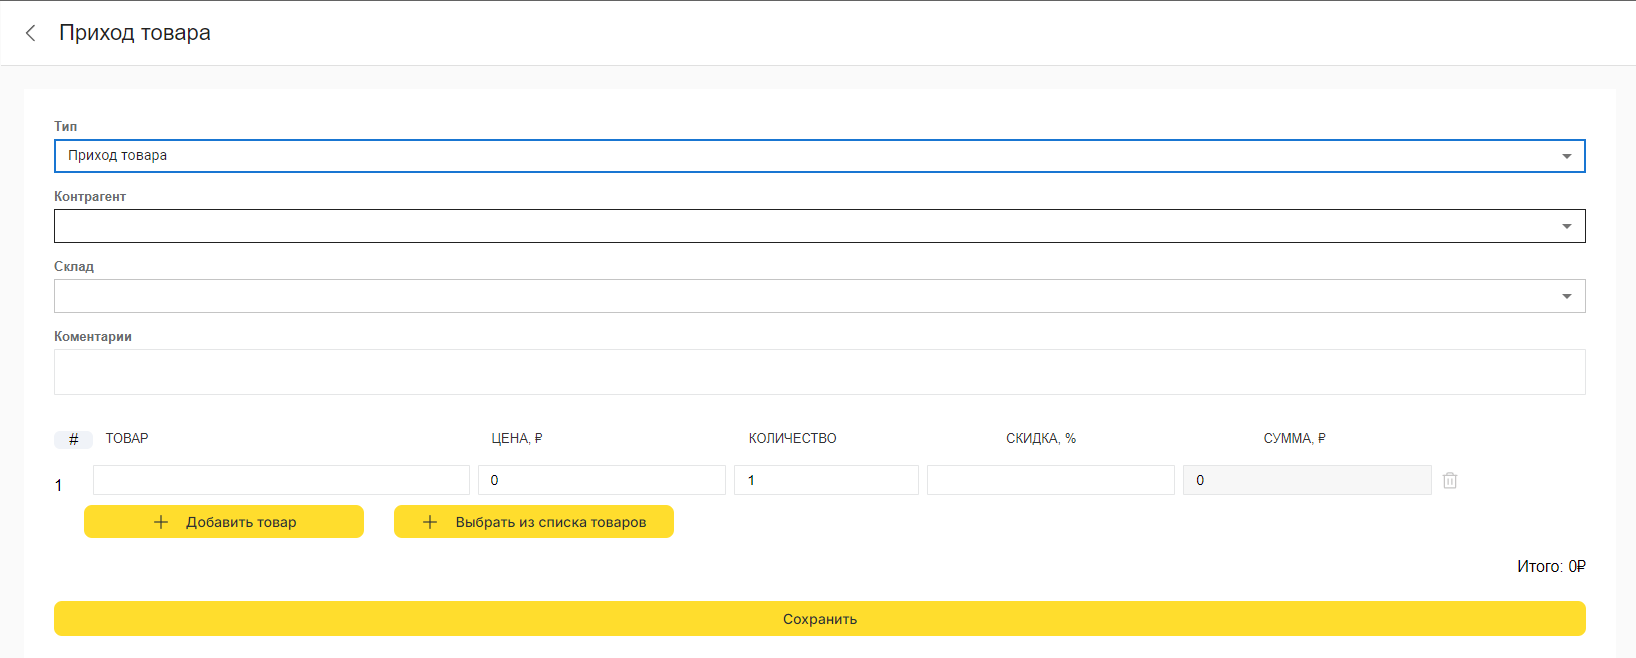 Приход товара
Тип
Приход товара
Контрагент
Склад
Коментарии
# ТОВАР ЦЕНА, ₽ КОЛИЧЕСТВО СКИДКА, % СУММА, ₽
1 0 1 0
Добавить товар Выбрать из списка товаров
Итого: 0₽
Сохранить